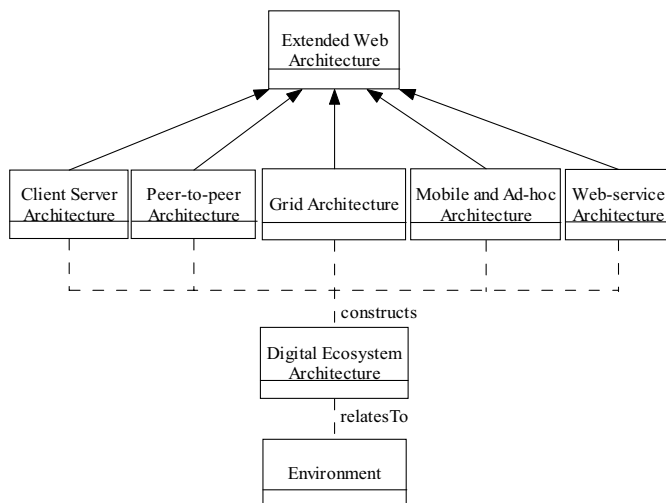 Extended Web
Architecture
Client Server
Architecture
Peer-to-peer
Architecture
Grid Architecture
Mobile and Ad-hoc
Architecture
Web-service
Architecture
constructs
Digital Ecosystem
Architecture
relatesTo
Environment